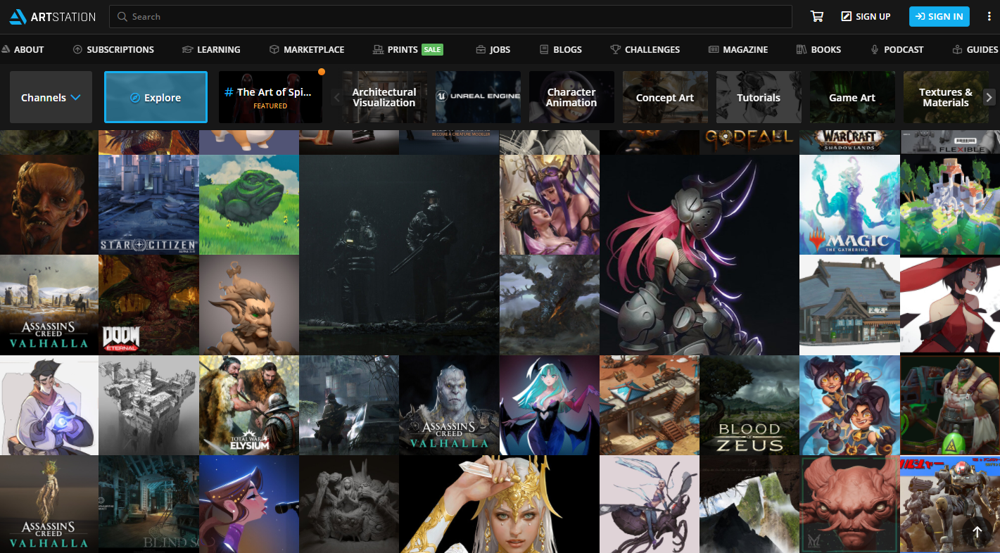 ARTSTATION
Search
SIGN UP
SIGN IN
ABOUT
SUBSCRIPTIONS
LEARNING
MARKETPLACE
PRINTS SALE
JOBS
BLOGS
CHALLENGES
MAGAZINE
BOOKS
PODCAST
GUIDES
Channels
Explore
# The Art of Spi...
FEATURED
Architectural
Visualization
UNREAL ENGINE
Character
Animation
Concept Art
Tutorials
Game Art
Textures &
Materials
BECOME A CREATURE MODELER
GODFALL
WARCRAFT
SHADOWLANDS
FLEXIBLE
STAR CITIZEN
MAGIC
THE GATHERING
ASSASSIN'S
CREED
VALHALLA
DOOM
ETERNAL
TOTAL WAR
ELYSIUM
ASSASSIN'S
CREED
VALHALLA
BLOOD
OF
ZEUS
ASSASSIN'S
CREED
VALHALLA
BLIND